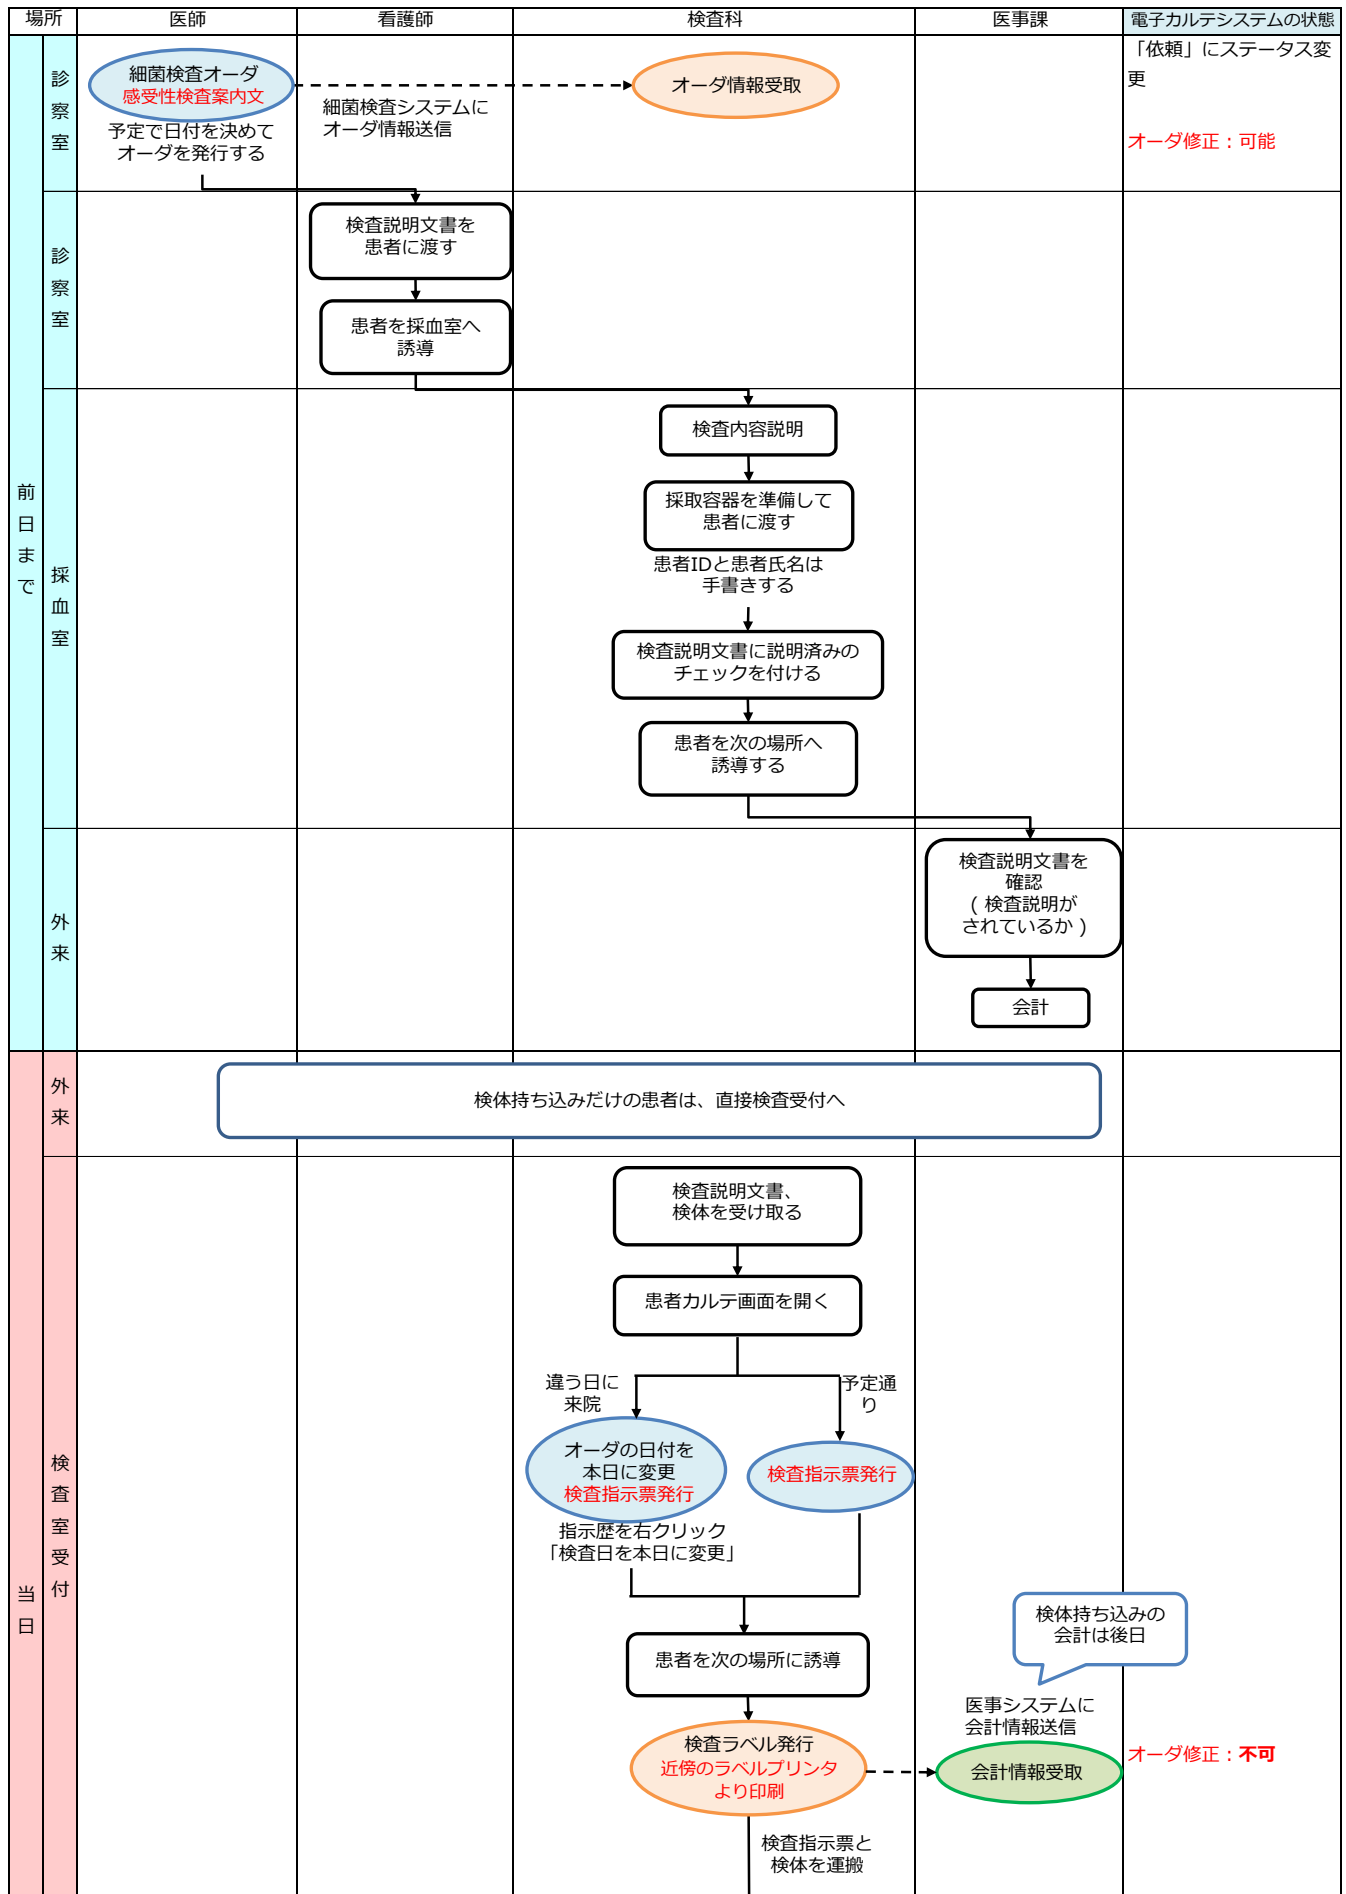 場所
医師
看護師
検査科
医事課
電子カルテシステムの状態
前日まで
診察室
細菌検査オーダ
感受性検査案内文
予定で日付を決めて
オーダを発行する
細菌検査システムに
オーダ情報送信
オーダ情報受取
「依頼」にステータス変
更
オーダ修正：可能
診察室
検査説明文書を
患者に渡す
患者を採血室へ
誘導
採血室
検査内容説明
採取容器を準備して
患者に渡す
患者IDと患者氏名は
手書きする
検査説明文書に説明済みの
チェックを付ける
患者を次の場所へ
誘導する
外来
検査説明文書を
確認
(検査説明が
されているか)
会計
当日
外来
検体持ち込みだけの患者は、直接検査受付へ
検査室受付
検査説明文書、
検体を受け取る
患者カルテ画面を開く
違う日に
来院
予定通
り
オーダの日付を
本日に変更
検査指示票発行
検査指示票発行
指示歴を右クリック
「検査日を本日に変更」
患者を次の場所に誘導
検体持ち込みの
会計は後日
医事システムに
会計情報送信
検査ラベル発行
近傍のラベルプリンタ
より印刷
会計情報受取
オーダ修正：不可
検査指示票と
検体を運搬